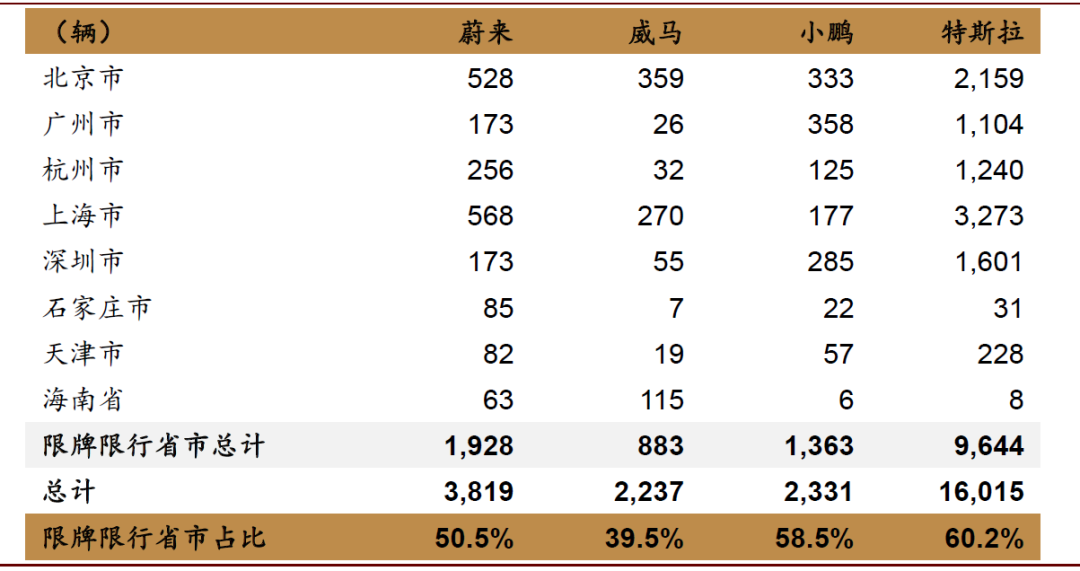 （辆） 蔚来 威马 小鹏 特斯拉
北京市 528 359 333 2,159
广州市 173 26 358 1,104
杭州市 256 32 125 1,240
上海市 568 270 177 3,273
深圳市 173 55 285 1,601
石家庄市 85 7 22 31
天津市 82 19 57 228
海南省 63 115 6 8
限牌限行省市总计 1,928 883 1,363 9,644
总计 3,819 2,237 2,331 16,015
限牌限行省市占比 50.5% 39.5% 58.5% 60.2%